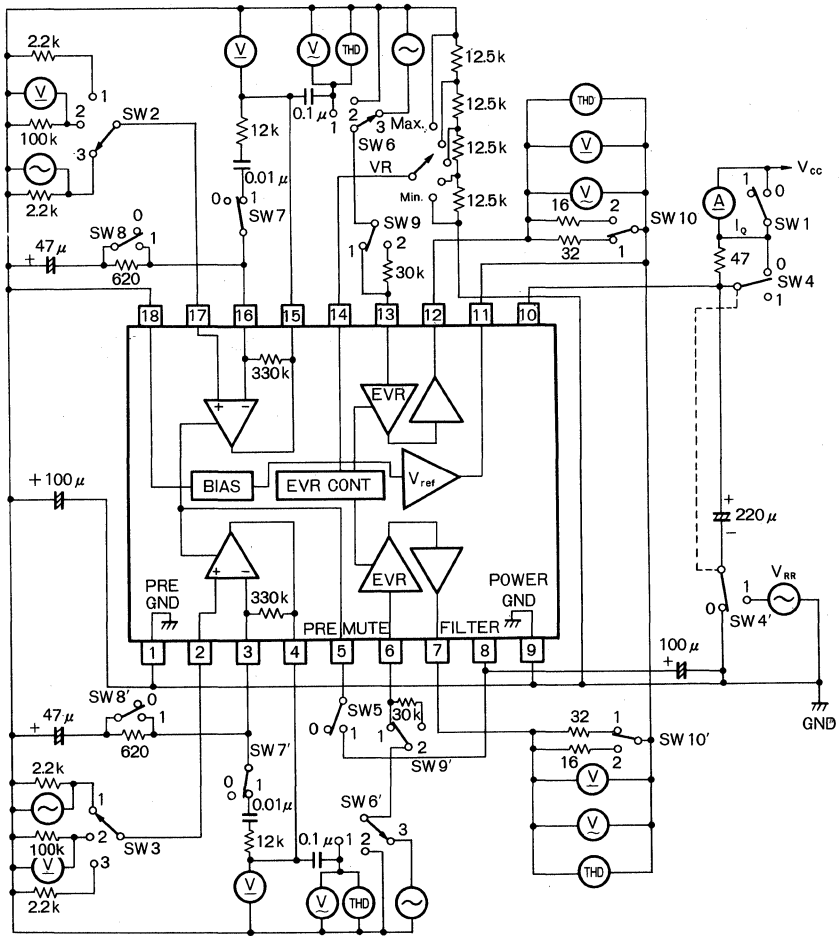 2.2k
V
V
THD
12.5k
1
SW2
0.1μ
2
3
SW6
Max.
12.5k
THD
2
100k
12k
1
V
3
0.01μ
VR
12.5k
Vcc
2.2k
0
1
SW7
Min.
12.5k
V
A
1
0
SW1
16
2
SW10
IQ
0
SW8
1
SW9
1
2
32
1
47
0
SW4
1
47μ
+
620
30k
18
17
16
15
14
13
12
11
10
330k
EVR
+
−
+100μ
BIAS
EVR CONT
Vref
+
220μ
−
+
−
EVR
PRE
GND
330k
POWER
GND
VRR
1
0
SW4'
PRE MUTE
FILTER
100μ
+
1
2
3
4
5
6
7
8
9
GND
SW8'
0
1
47μ
+
620
SW5
0
1
30k
1
2
SW9'
32
1
SW10'
16
2
SW7'
0
1
2.2k
1
0.01μ
V
100k
2
SW3
12k
0.1μ
1
SW6'
2
3
V
V
3
2.2k
V
V
THD
THD